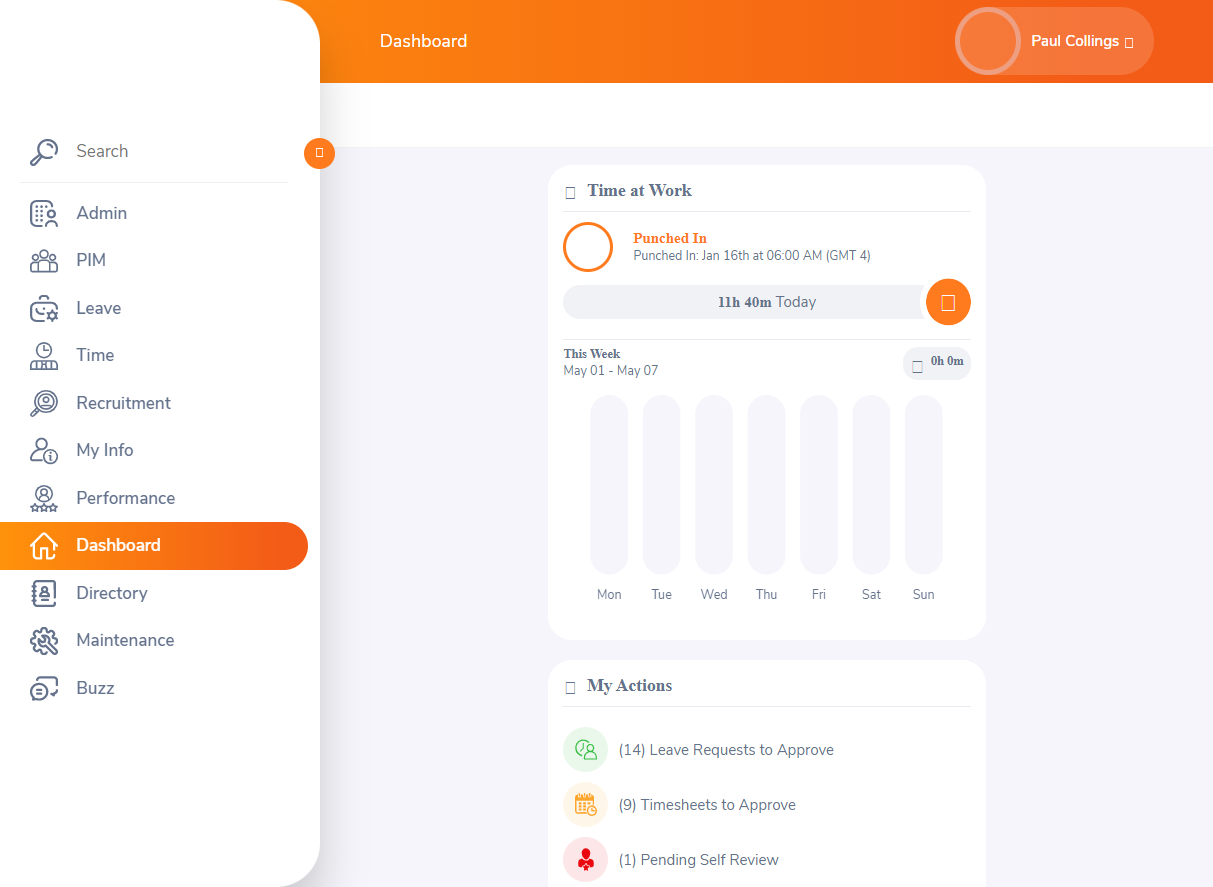 Dashboard
Paul Collings
Search
Admin
PIM
Leave
Time
Recruitment
My Info
Performance
Dashboard
Directory
Maintenance
Buzz
Time at Work
Punched In
Punched In: Jan 16th at 06:00 AM (GMT 4)
11h 40m Today
This Week
May 01 - May 07
0h 0m
Mon Tue Wed Thu Fri Sat Sun
My Actions
(14) Leave Requests to Approve
(9) Timesheets to Approve
(1) Pending Self Review